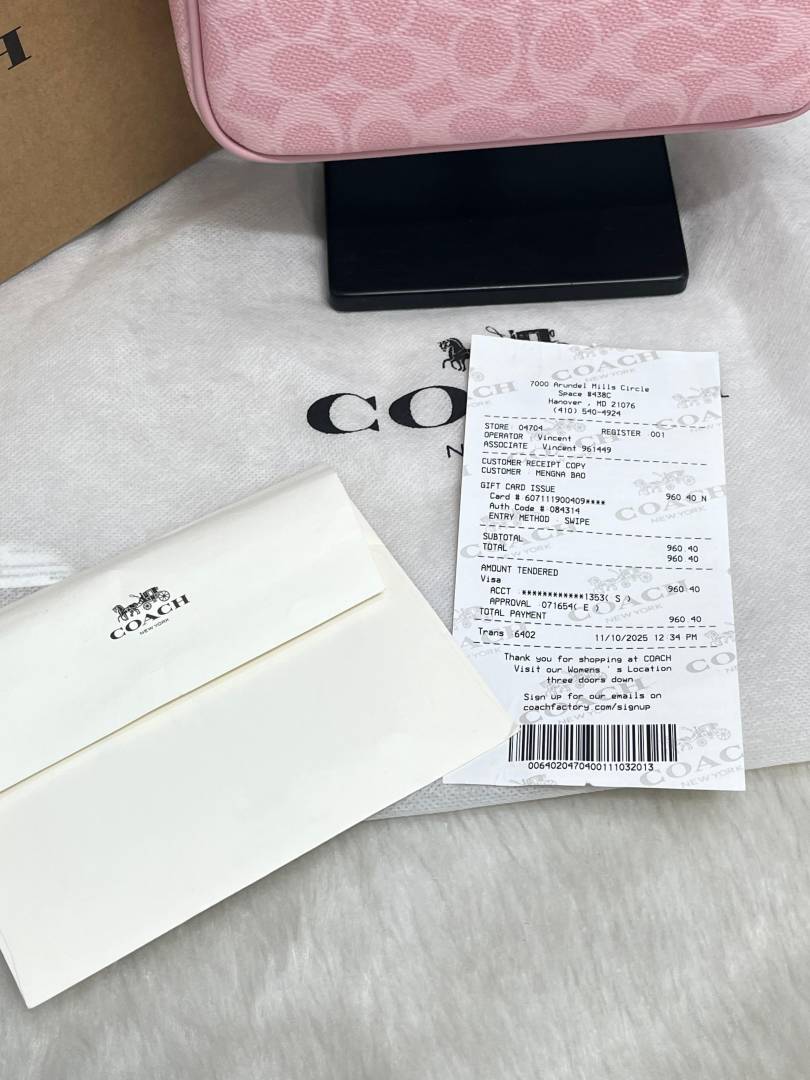 H
COACH
NEW YORK
CO
N
COACH
NEW YORK
7000 Arundel Mills Circle
Space #438C
Hanover , MD 21076
(410) 540-4924
STORE 04704 REGISTER 001
OPERATOR Vincent
ASSOCIATE Vincent 961449
CUSTOMER RECEIPT COPY
CUSTOMER MENGNA BAO
GIFT CARD ISSUE 960 40 N
Card # 607111900409****
Auth Code # 084314
ENTRY METHOD SWIPE
SUBTOTAL 960 40
TOTAL 960 40
AMOUNT TENDERED
Visa 960 40
ACCT ************1353( S )
APPROVAL 071654( E )
TOTAL PAYMENT 960 40
Trans 6402 11/10/2025 12 34 PM
Thank you for shopping at COACH
Visit our Womens ' s Location
three doors down
Sign up for our emails on
coachfactory.com/signup
0064020470400111032013
COACH
NEW YORK